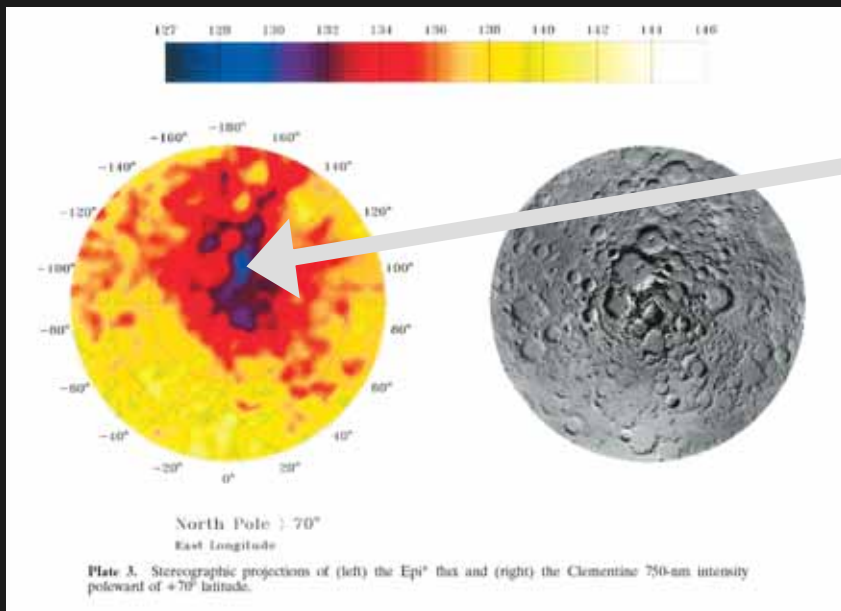 127 128 130 132 134 136 138 140 142 144 146
-180°
-160° 160°
-140° 140°
-120° 120°
-100° 100°
-80° 80°
-60° 60°
-40° 40°
-20° 20°
0°
North Pole > 70°
East Longitude
Plate 3. Stereographic projections of (left) the Epi* flux and (right) the Clementine 750-nm intensity
poleward of +70° latitude.